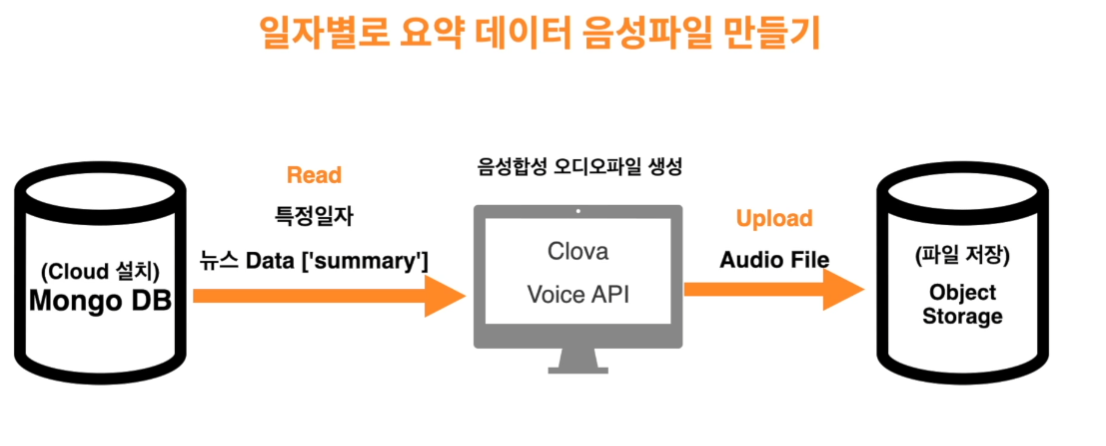 일자별로 요약 데이터 음성파일 만들기
(Cloud 설치)
Mongo DB
Read
특정일자
뉴스 Data ['summary']
음성합성 오디오파일 생성
Clova
Voice API
Upload
Audio File
(파일 저장)
Object
Storage